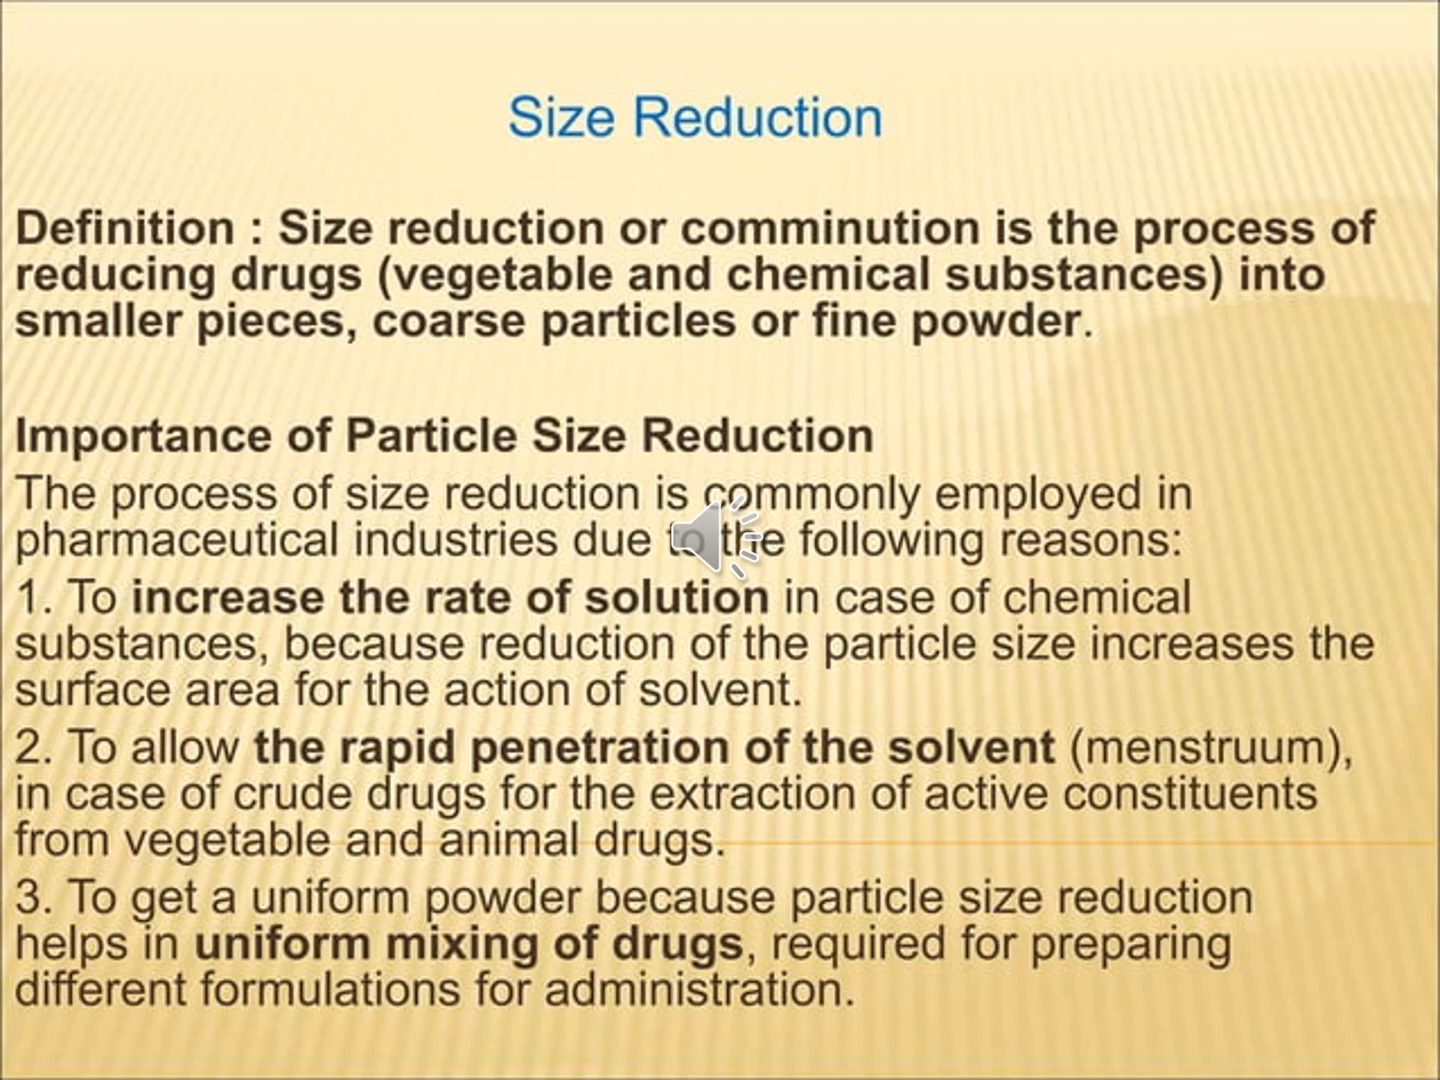 Size Reduction
Definition : Size reduction or comminution is the process of
reducing drugs (vegetable and chemical substances) into
smaller pieces, coarse particles or fine powder.
Importance of Particle Size Reduction
The process of size reduction is commonly employed in
pharmaceutical industries due to the following reasons:
1. To increase the rate of solution in case of chemical
substances, because reduction of the particle size increases the
surface area for the action of solvent.
2. To allow the rapid penetration of the solvent (menstruum),
in case of crude drugs for the extraction of active constituents
from vegetable and animal drugs.
3. To get a uniform powder because particle size reduction
helps in uniform mixing of drugs, required for preparing
different formulations for administration.